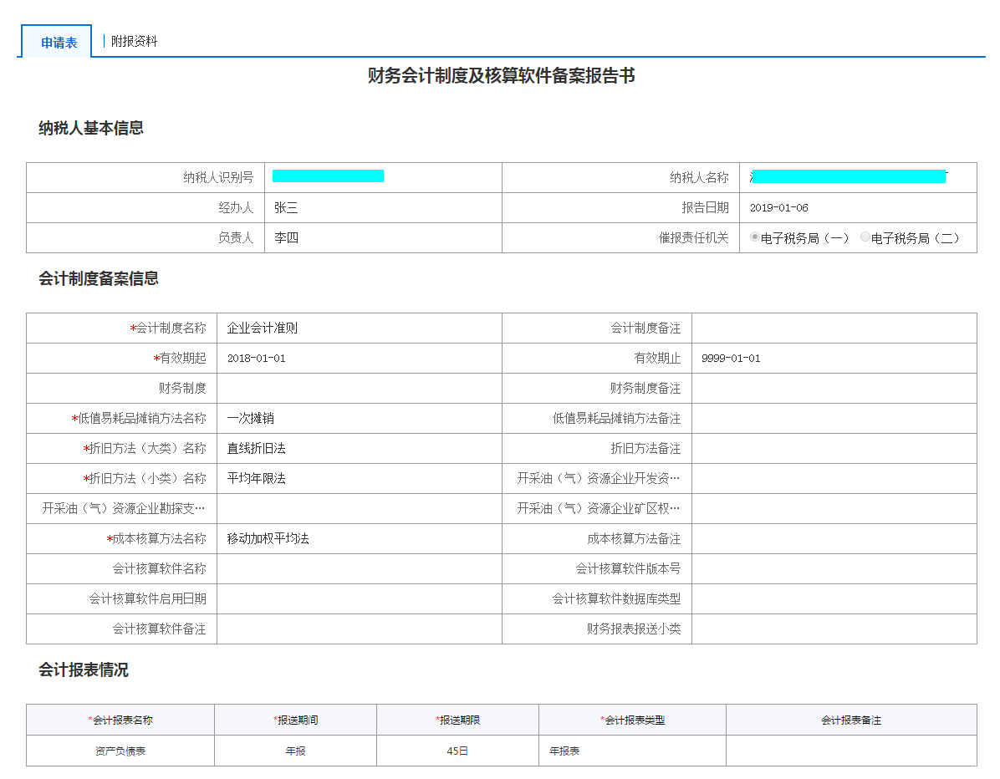 申请表 附报资料
财务会计制度及核算软件备案报告书
纳税人基本信息
纳税人识别号 纳税人名称
经办人 张三 报告日期 2019-01-06
负责人 李四 催报责任机关 电子税务局（一） 电子税务局（二）
会计制度备案信息
*会计制度名称 企业会计准则 会计制度备注
*有效期起 2018-01-01 有效期止 9999-01-01
财务制度 财务制度备注
*低值易耗品摊销方法名称 一次摊销 低值易耗品摊销方法备注
*折旧方法（大类）名称 直线折旧法 折旧方法备注
*折旧方法（小类）名称 平均年限法 开采油（气）资源企业开发资…
开采油（气）资源企业勘探支… 开采油（气）资源企业矿区权…
*成本核算方法名称 移动加权平均法 成本核算方法备注
会计核算软件名称 会计核算软件版本号
会计核算软件启用日期 会计核算软件数据库类型
会计核算软件备注 财务报表报送小类
会计报表情况
*会计报表名称 *报送期间 *报送期限 *会计报表类型 会计报表备注
资产负债表 年报 45日 年报表